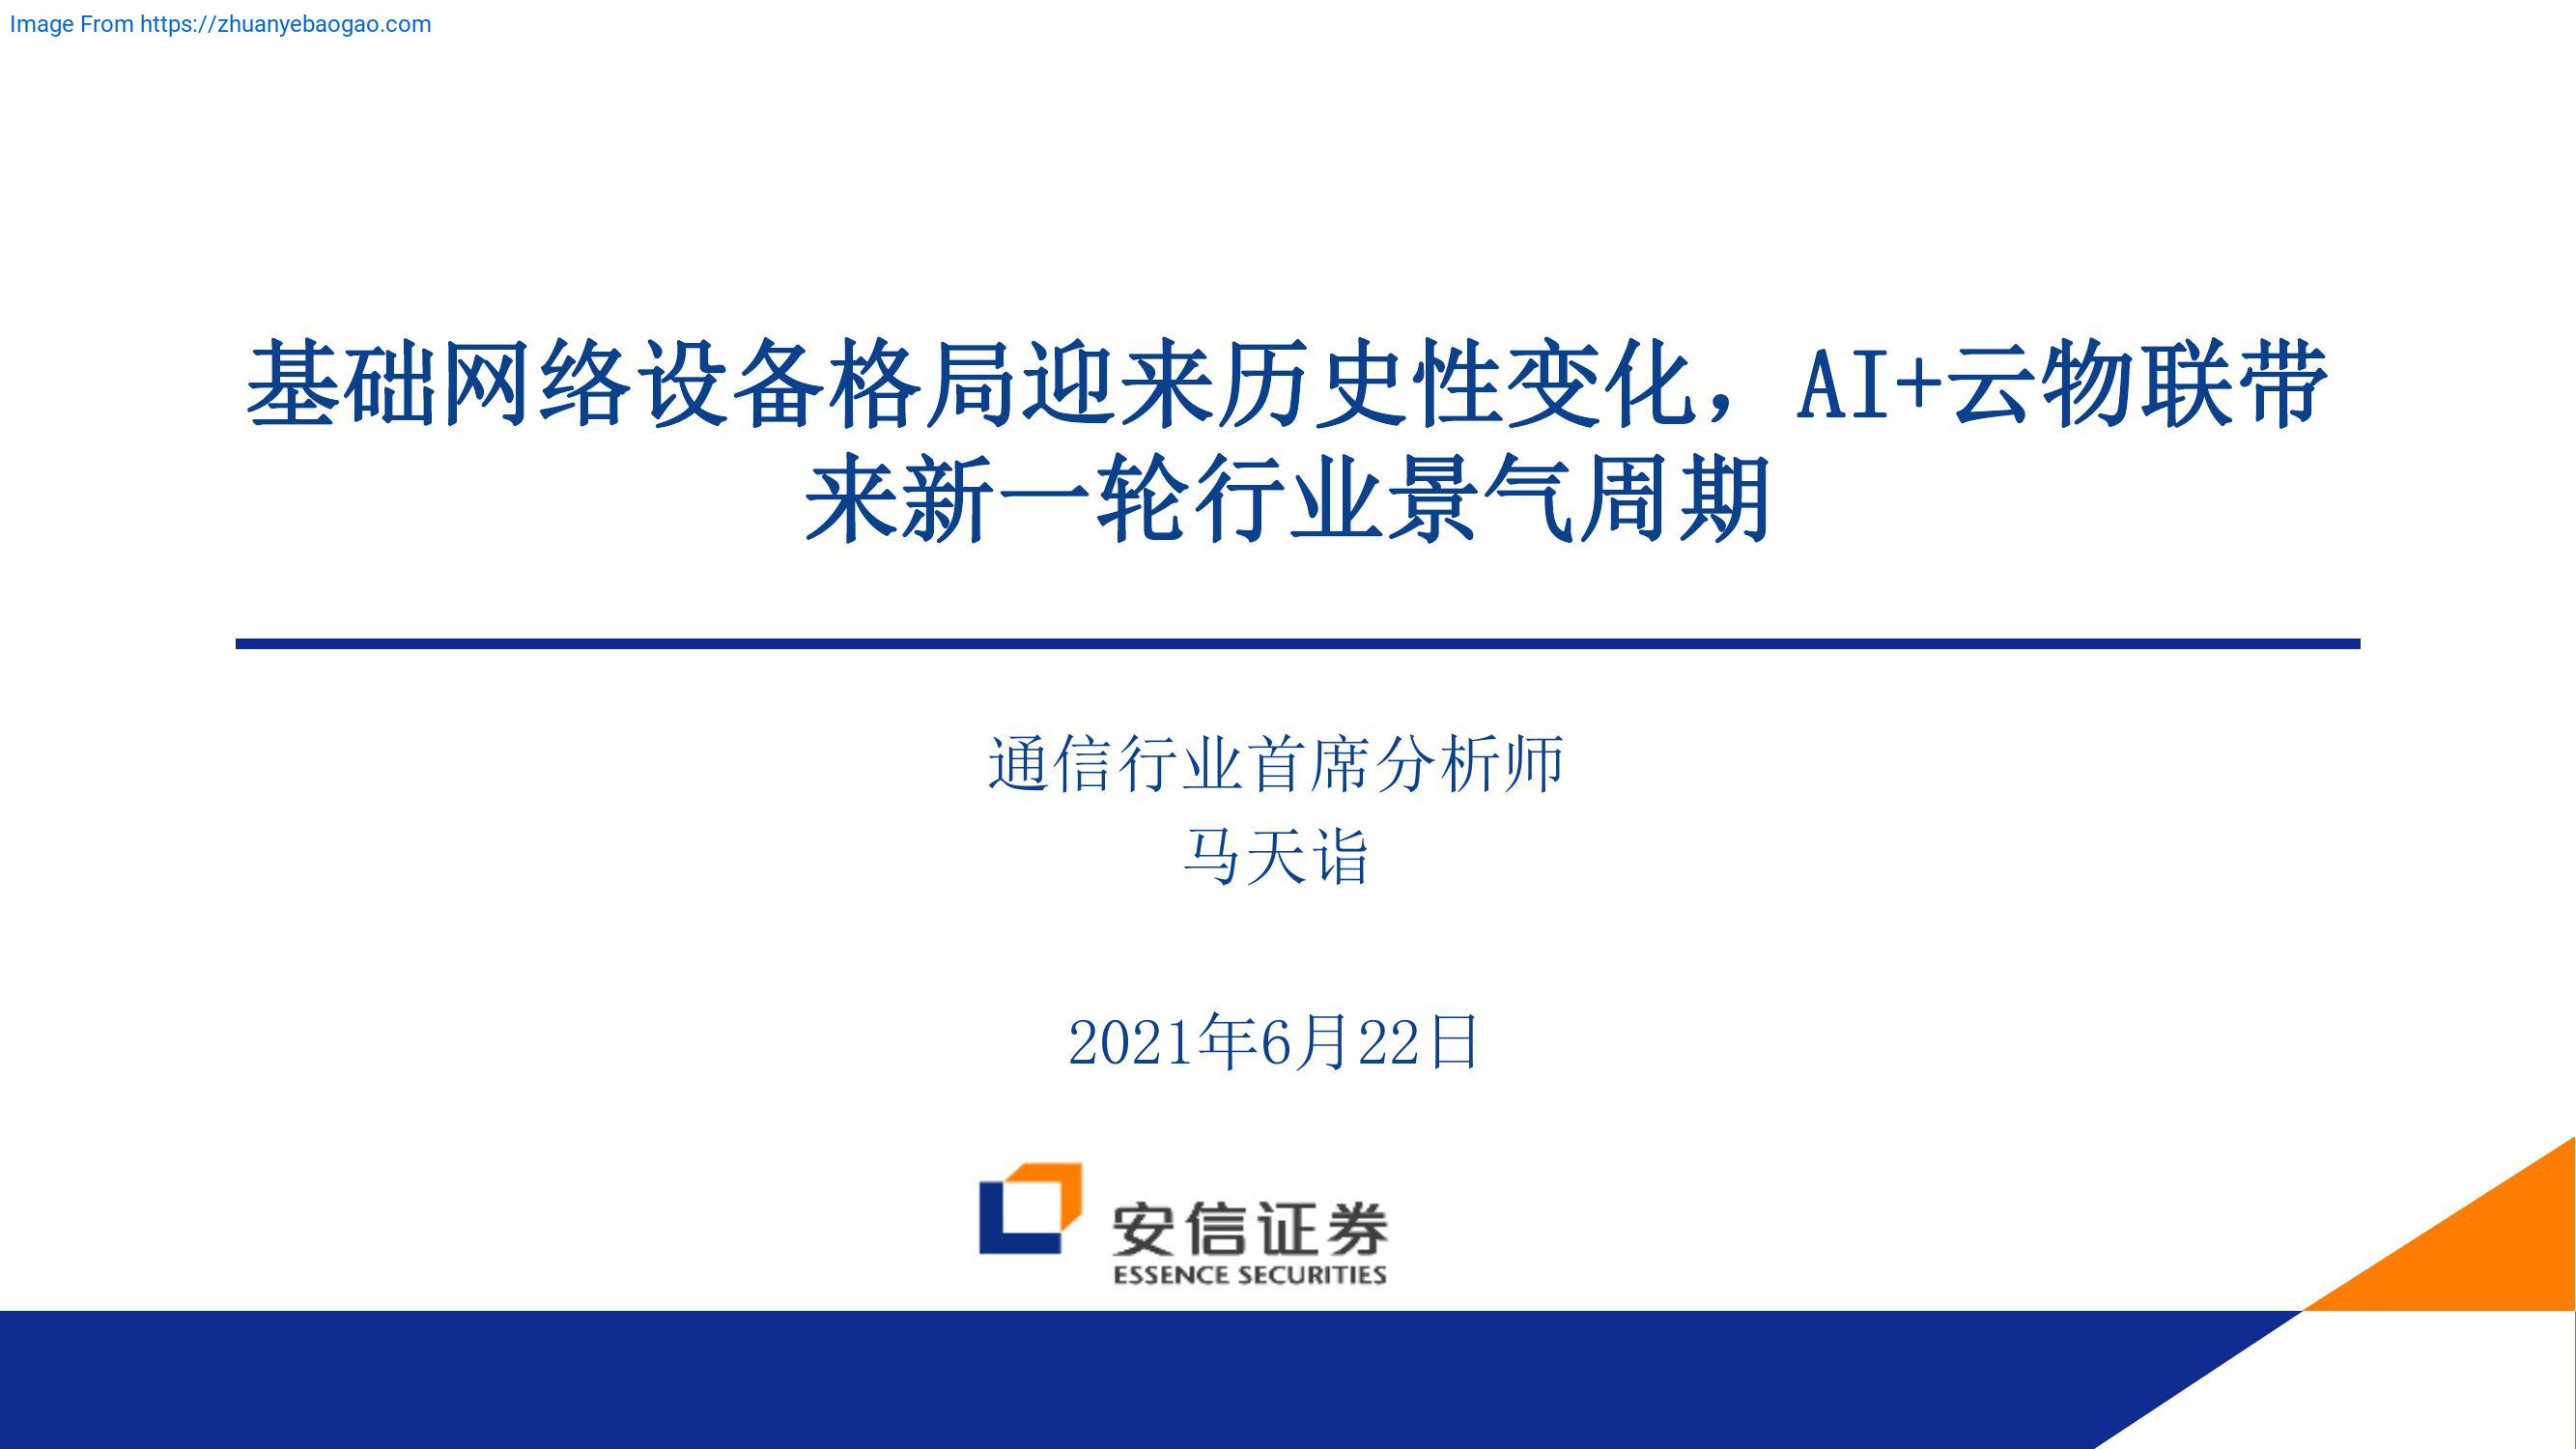 Image From https://zhuanyebaogao.com
基础网络设备格局迎来历史性变化，AI+云物联带
来新一轮行业景气周期
通信行业首席分析师
马天诣
2021年6月22日
安信证券
ESSENCE SECURITIES